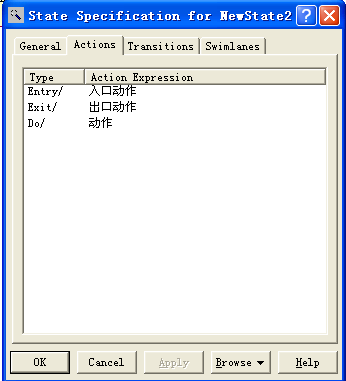 State Specification for NewState2
General Actions Transitions Swimlanes
Type Action Expression
Entry/ 入口动作
Exit/ 出口动作
Do/ 动作
OK Cancel Apply Browse Help